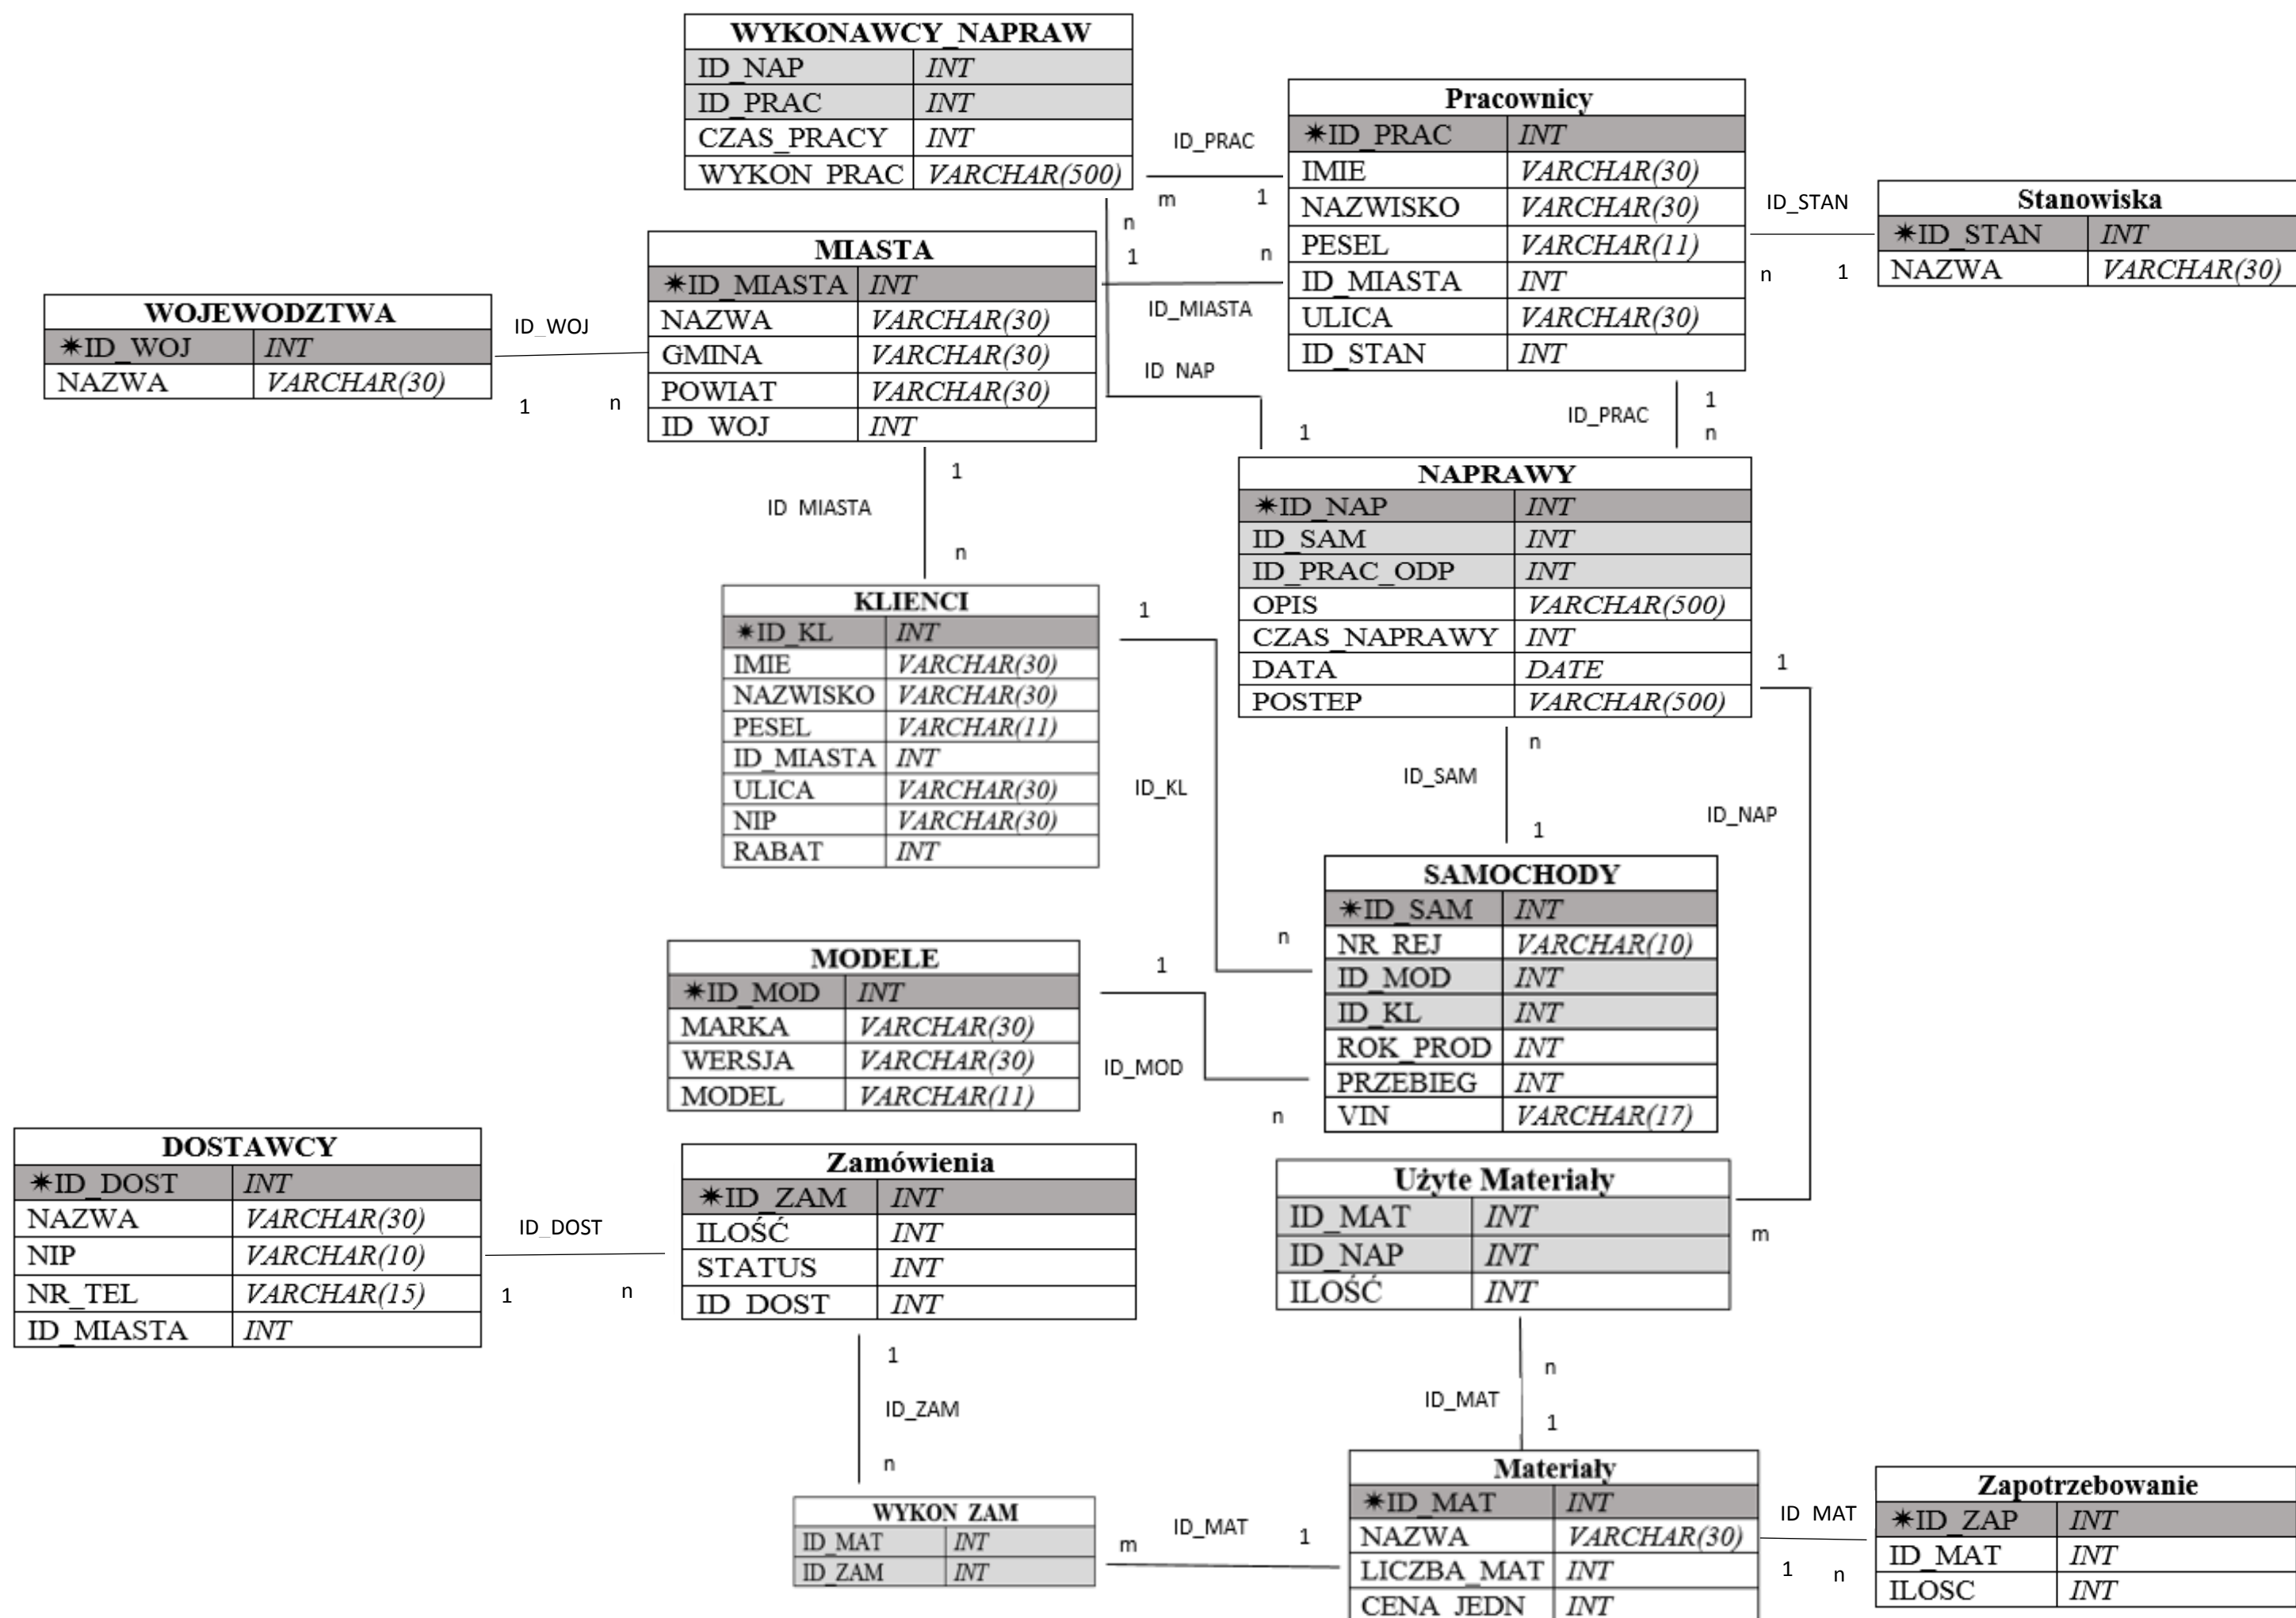 WYKONAWCY_NAPRAW
ID_NAP INT
ID_PRAC INT
CZAS_PRACY INT
WYKON_PRAC VARCHAR(500)
ID_PRAC
m 1
Pracownicy
✷ID_PRAC INT
IMIE VARCHAR(30)
NAZWISKO VARCHAR(30)
PESEL VARCHAR(11)
ID_MIASTA INT
ULICA VARCHAR(30)
ID_STAN INT
ID_STAN
n 1
Stanowiska
✷ID_STAN INT
NAZWA VARCHAR(30)
WOJEWODZTWA
✷ID_WOJ INT
NAZWA VARCHAR(30)
ID_WOJ
1 n
MIASTA
✷ID_MIASTA INT
NAZWA VARCHAR(30)
GMINA VARCHAR(30)
POWIAT VARCHAR(30)
ID_WOJ INT
n
1 n
ID_MIASTA
ID_NAP
1
ID_PRAC
1
n
NAPRAWY
✷ID_NAP INT
ID_SAM INT
ID_PRAC_ODP INT
OPIS VARCHAR(500)
CZAS_NAPRAWY INT
DATA DATE
POSTEP VARCHAR(500)
1
ID_MIASTA
n
KLIENCI
✷ID_KL INT
IMIE VARCHAR(30)
NAZWISKO VARCHAR(30)
PESEL VARCHAR(11)
ID_MIASTA INT
ULICA VARCHAR(30)
NIP VARCHAR(30)
RABAT INT
1
ID_KL
n
n
ID_SAM
1
1
ID_NAP
m
SAMOCHODY
✷ID_SAM INT
NR_REJ VARCHAR(10)
ID_MOD INT
ID_KL INT
ROK_PROD INT
PRZEBIEG INT
VIN VARCHAR(17)
MODELE
✷ID_MOD INT
MARKA VARCHAR(30)
WERSJA VARCHAR(30)
MODEL VARCHAR(11)
1
ID_MOD
n
DOSTAWCY
✷ID_DOST INT
NAZWA VARCHAR(30)
NIP VARCHAR(10)
NR_TEL VARCHAR(15)
ID_MIASTA INT
ID_DOST
1 n
Zamówienia
✷ID_ZAM INT
ILOŚĆ INT
STATUS INT
ID_DOST INT
Użyte Materiały
ID_MAT INT
ID_NAP INT
ILOŚĆ INT
1
ID_ZAM
n
n
ID_MAT
1
WYKON_ZAM
ID_MAT INT
ID_ZAM INT
ID_MAT
m 1
Materiały
✷ID_MAT INT
NAZWA VARCHAR(30)
LICZBA_MAT INT
CENA_JEDN INT
ID_MAT
1 n
Zapotrzebowanie
✷ID_ZAP INT
ID_MAT INT
ILOSC INT